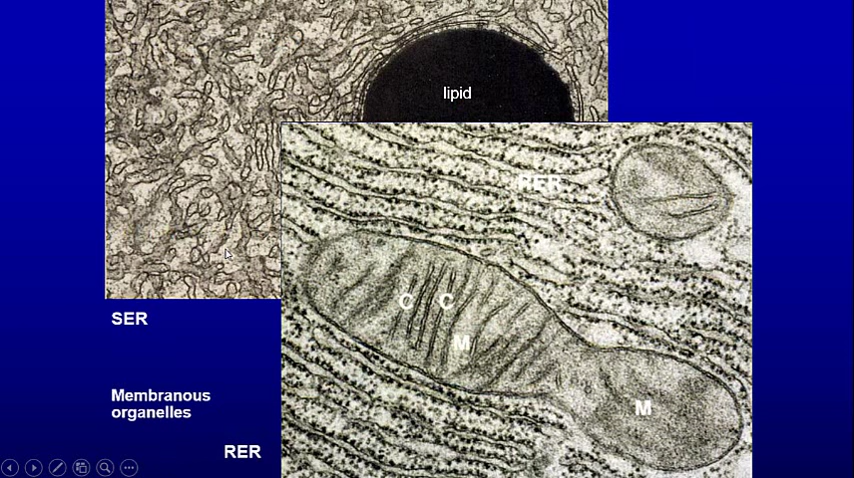 lipid
RER
C C
M
M
SER
Membranous
organelles
RER